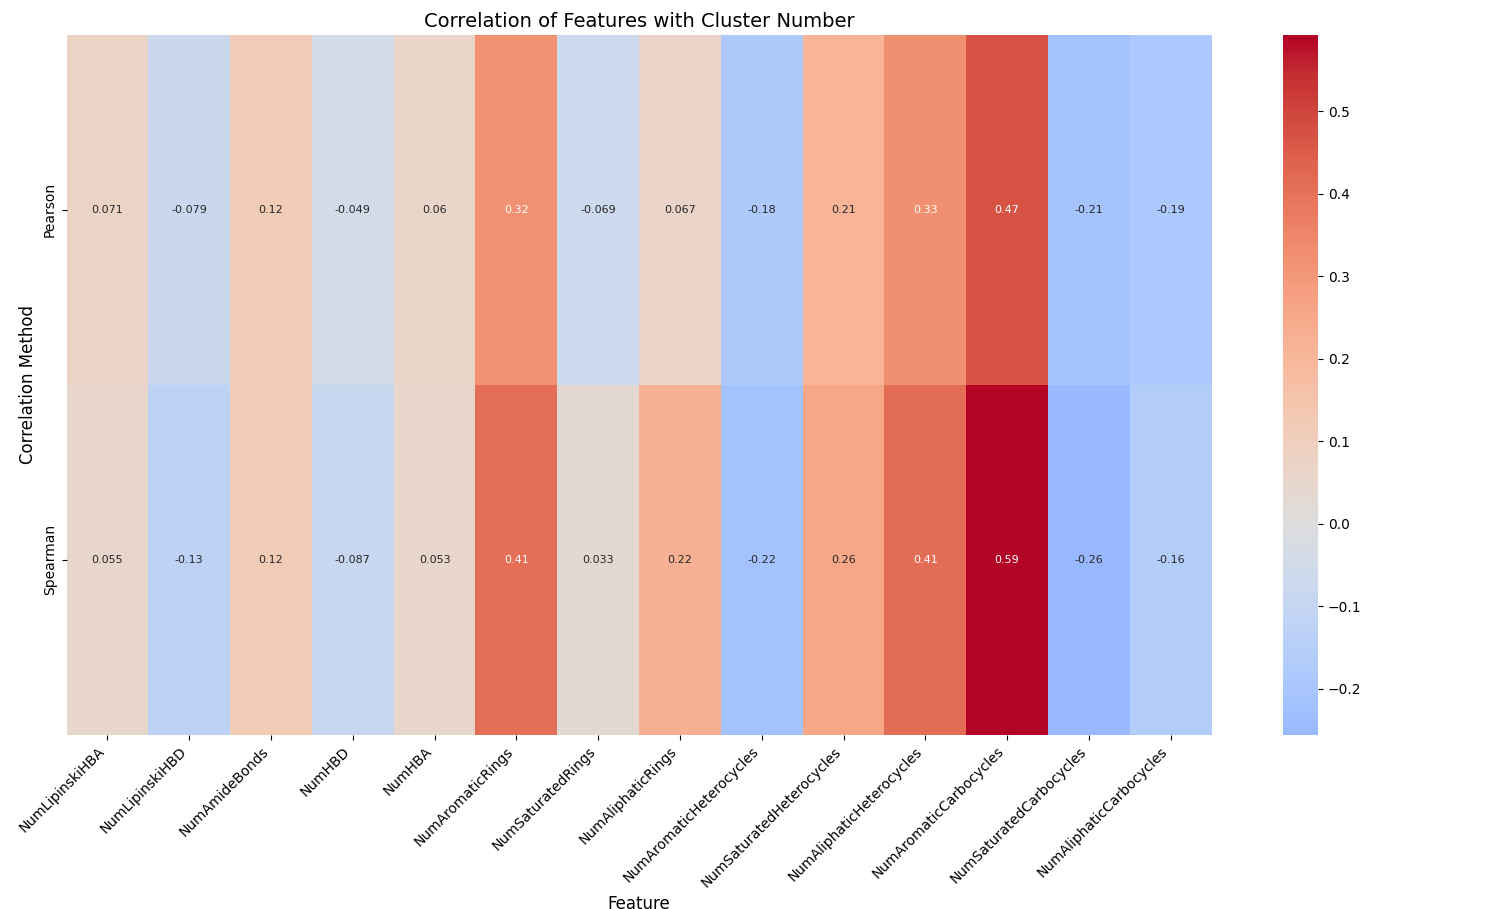 Correlation of Features with Cluster Number
Correlation Method
Pearson
0.071 -0.079 0.12 -0.049 0.06 0.32 -0.069 0.067 -0.18 0.21 0.33 0.47 -0.21 -0.19
Spearman
0.055 -0.13 0.12 -0.087 0.053 0.41 0.033 0.22 -0.22 0.26 0.41 0.59 -0.26 -0.16
NumLipinskiHBA
NumLipinskiHBD
NumAmideBonds
NumHBD
NumHBA
NumAromaticRings
NumSaturatedRings
NumAliphaticRings
NumAromaticHeterocycles
NumSaturatedHeterocycles
NumAliphaticHeterocycles
NumAromaticCarbocycles
NumSaturatedCarbocycles
NumAliphaticCarbocycles
Feature
0.5
0.4
0.3
0.2
0.1
0.0
−0.1
−0.2